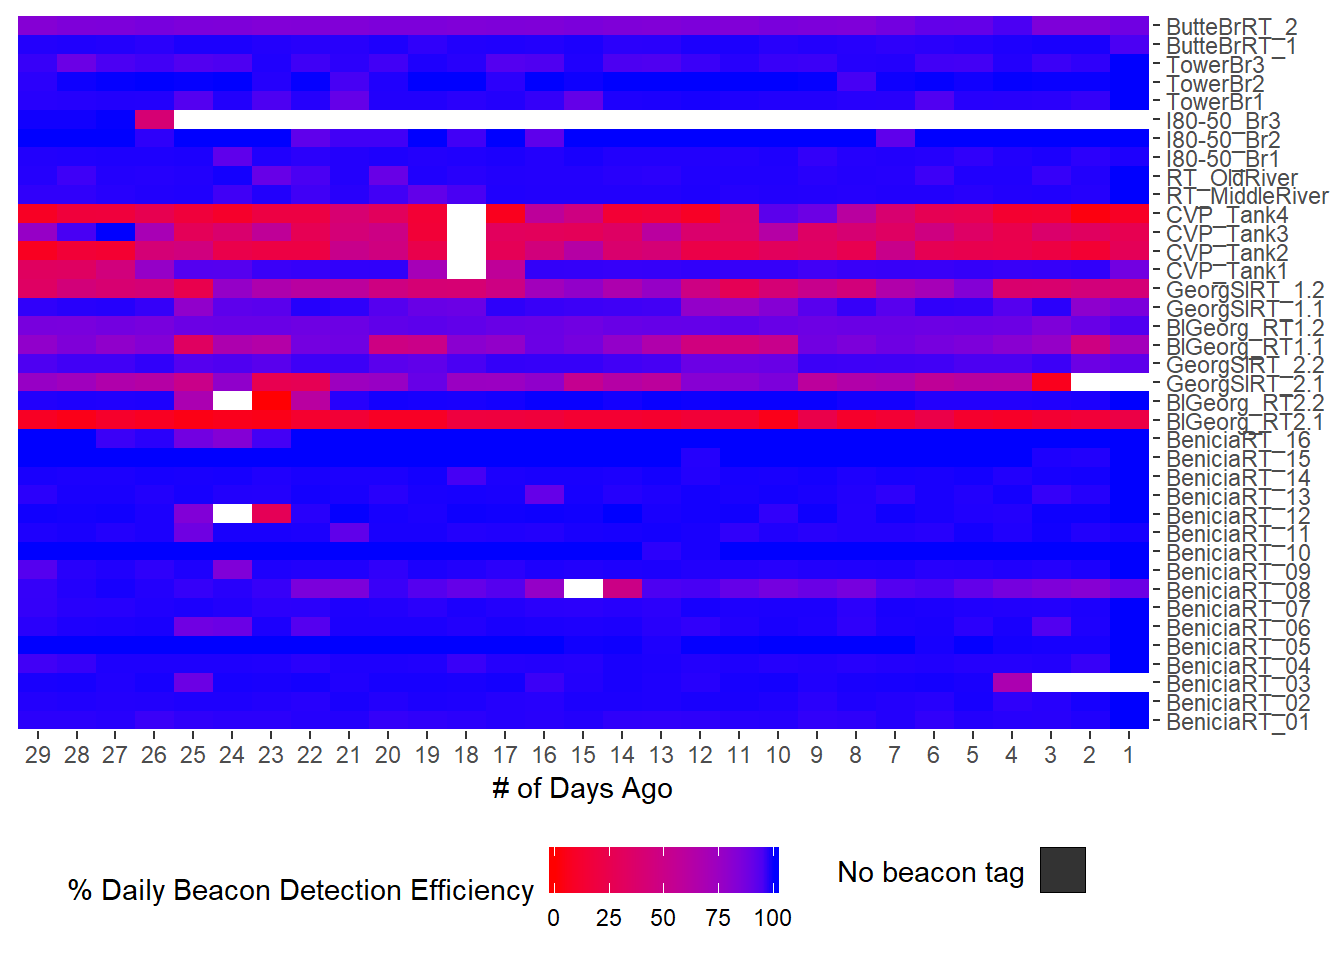 ButteBrRT_2
ButteBrRT_1
TowerBr3
TowerBr2
TowerBr1
I80-50_Br3
I80-50_Br2
I80-50_Br1
RT_OldRiver
RT_MiddleRiver
CVP_Tank4
CVP_Tank3
CVP_Tank2
CVP_Tank1
GeorgSlRT_1.2
GeorgSlRT_1.1
BlGeorg_RT1.2
BlGeorg_RT1.1
GeorgSlRT_2.2
GeorgSlRT_2.1
BlGeorg_RT2.2
BlGeorg_RT2.1
BeniciaRT_16
BeniciaRT_15
BeniciaRT_14
BeniciaRT_13
BeniciaRT_12
BeniciaRT_11
BeniciaRT_10
BeniciaRT_09
BeniciaRT_08
BeniciaRT_07
BeniciaRT_06
BeniciaRT_05
BeniciaRT_04
BeniciaRT_03
BeniciaRT_02
BeniciaRT_01
29 28 27 26 25 24 23 22 21 20 19 18 17 16 15 14 13 12 11 10 9 8 7 6 5 4 3 2 1
# of Days Ago
% Daily Beacon Detection Efficiency
0 25 50 75 100
No beacon tag